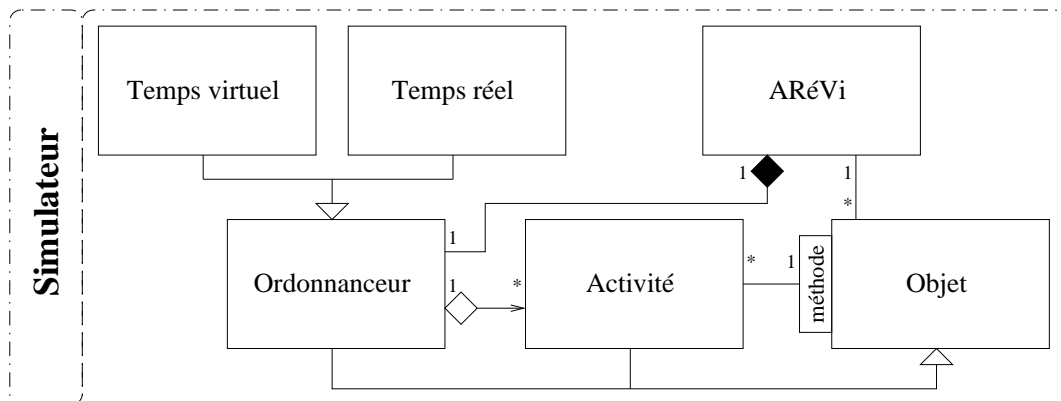 Simulateur
Temps virtuel
Temps réel
ARéVi
1
1
*
1
Ordonnanceur
1
*
Activité
*
1
méthode
Objet